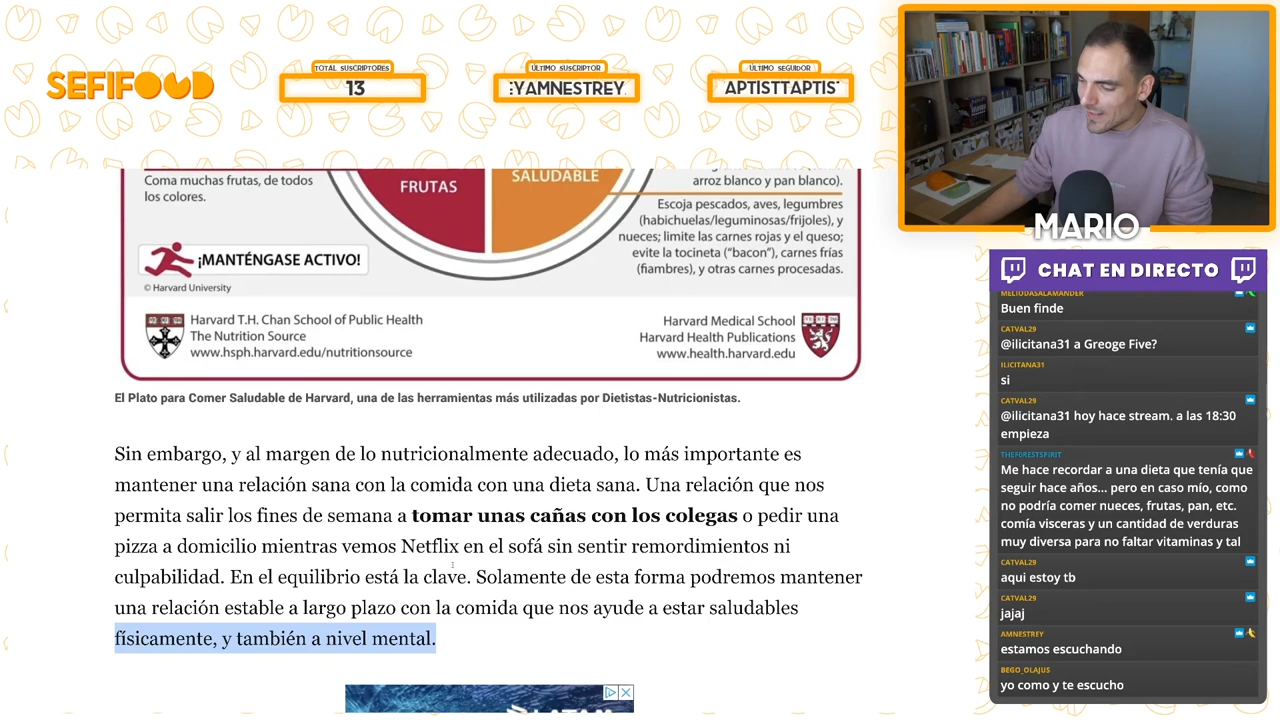 SEFIFOOD
TOTAL SUSCRIPTORES
13
ÚLTIMO SUSCRIPTOR
EYAMNESTREY
ÚLTIMO SEGUIDOR
APTISTTAPTIS
MARIO
Coma muchas frutas, de todos
los colores.
FRUTAS
SALUDABLE
arroz blanco y pan blanco).
Escoja pescados, aves, legumbres
(habichuelas/leguminosas/frijoles), y
nueces; limite las carnes rojas y el queso;
evite la tocineta (“bacon”), carnes frías
(fiambres), y otras carnes procesadas.
¡MANTÉNGASE ACTIVO!
© Harvard University
Harvard T.H. Chan School of Public Health
The Nutrition Source
www.hsph.harvard.edu/nutritionsource
Harvard Medical School
Harvard Health Publications
www.health.harvard.edu
El Plato para Comer Saludable de Harvard, una de las herramientas más utilizadas por Dietistas-Nutricionistas.
Sin embargo, y al margen de lo nutricionalmente adecuado, lo más importante es
mantener una relación sana con la comida con una dieta sana. Una relación que nos
permita salir los fines de semana a tomar unas cañas con los colegas o pedir una
pizza a domicilio mientras vemos Netflix en el sofá sin sentir remordimientos ni
culpabilidad. En el equilibrio está la clave. Solamente de esta forma podremos mantener
una relación estable a largo plazo con la comida que nos ayude a estar saludables
físicamente, y también a nivel mental.
CHAT EN DIRECTO
MELIODASALAMANDER
Buen finde
CATVAL29
@ilicitana31 a Greoge Five?
ILICITANA31
si
CATVAL29
@ilicitana31 hoy hace stream. a las 18:30
empieza
THEFORESTSPIRIT
Me hace recordar a una dieta que tenía que
seguir hace años... pero en caso mío, como
no podría comer nueces, frutas, pan, etc.
comía visceras y un cantidad de verduras
muy diversa para no faltar vitaminas y tal
CATVAL29
aqui estoy tb
CATVAL29
jajaj
AMNESTREY
estamos escuchando
BEGO_OLAJUS
yo como y te escucho